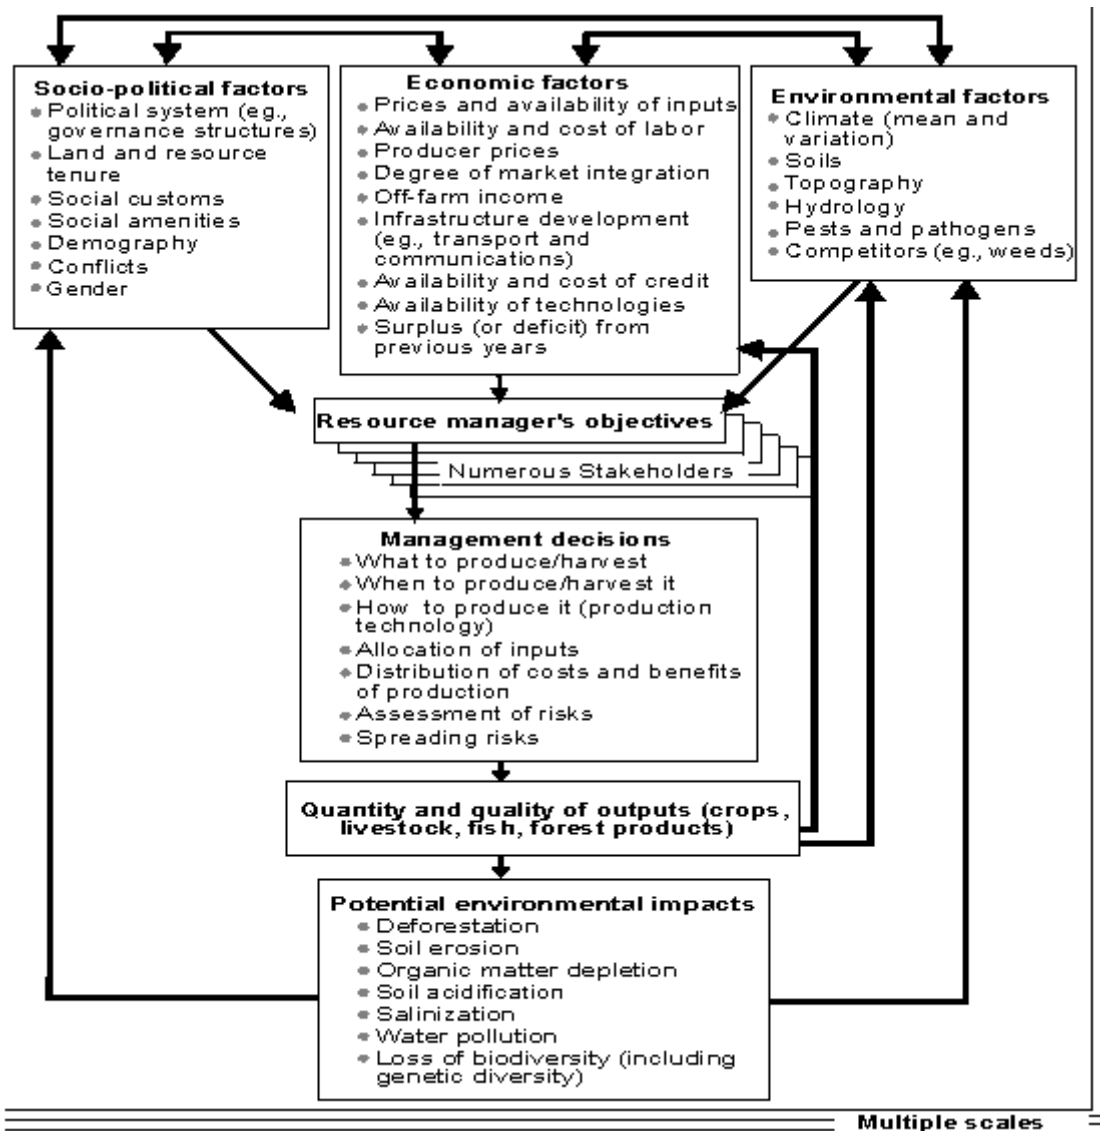 Socio-political factors
Political system (eg.,
governance structures)
Land and resource
tenure
Social customs
Social amenities
Demography
Conflicts
Gender
Economic factors
Prices and availability of inputs
Availability and cost of labor
Producer prices
Degree of market integration
Off-farm income
Infrastructure development
(eg., transport and
communications)
Availability and cost of credit
Availability of technologies
Surplus (or deficit) from
previous years
Environmental factors
Climate (mean and
variation)
Soils
Topography
Hydrology
Pests and pathogens
Competitors (eg., weeds)
Resource manager's objectives
Numerous Stakeholders
Management decisions
What to produce/harvest
When to produce/harvest it
How to produce it (production
technology)
Allocation of inputs
Distribution of costs and benefits
of production
Assessment of risks
Spreading risks
Quantity and quality of outputs (crops,
livestock, fish, forest products)
Potential environmental impacts
Deforestation
Soil erosion
Organic matter depletion
Soil acidification
Salinization
Water pollution
Loss of biodiversity (including
genetic diversity)
Multiple scales